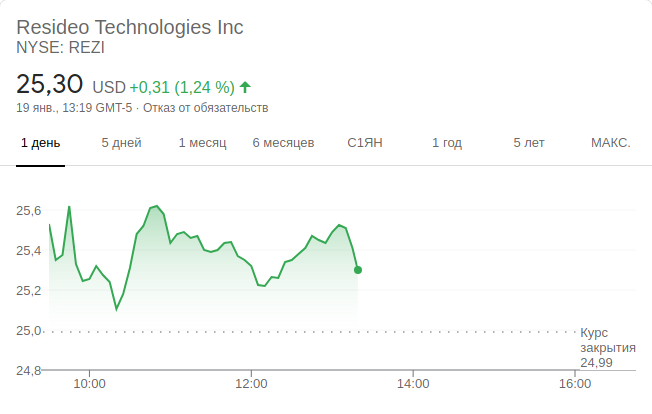 Resideo Technologies Inc
NYSE: REZI
25,30 USD +0,31 (1,24 %)
19 янв., 13:19 GMT-5 · Отказ от обязательств
1 день 5 дней 1 месяц 6 месяцев С1ЯН 1 год 5 лет МАКС.
25,6
25,4
25,2
25,0
Курс
закрытия
24,99
24,8
10:00 12:00 14:00 16:00